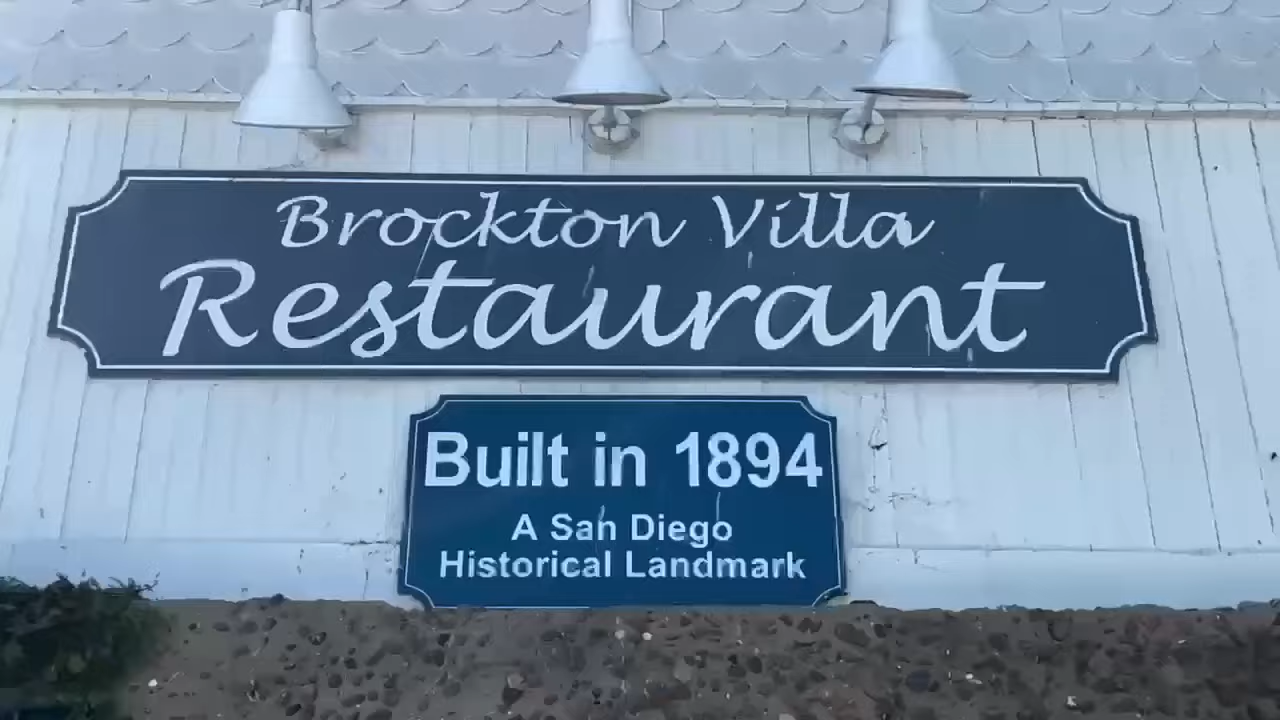 Brockton Villa
Restaurant
Built in 1894
A San Diego
Historical Landmark